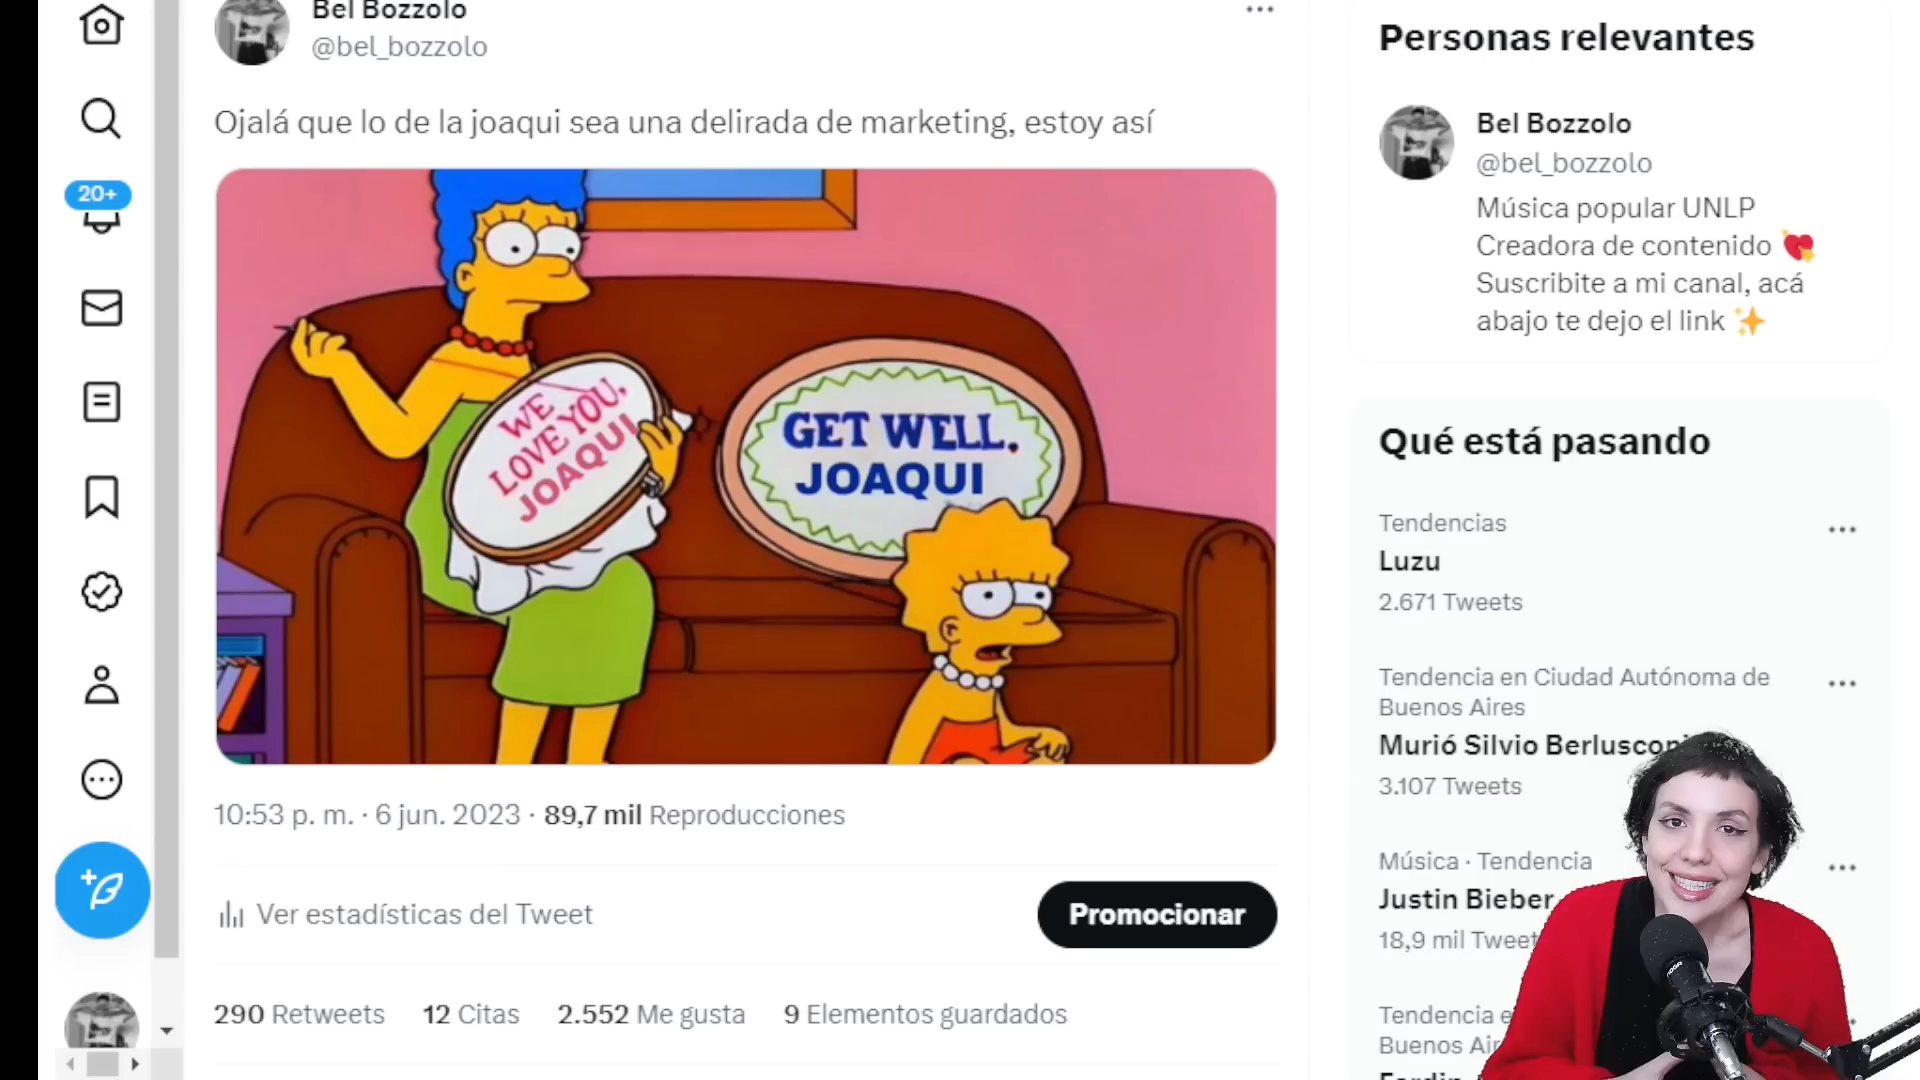 Bel Bozzolo
@bel_bozzolo
Ojalá que lo de la joaqui sea una delirada de marketing, estoy así
WE
LOVE YOU,
JOAQUI
GET WELL.
JOAQUI
10:53 p. m. · 6 jun. 2023 · 89,7 mil Reproducciones
Ver estadísticas del Tweet
Promocionar
290 Retweets 12 Citas 2.552 Me gusta 9 Elementos guardados
20+
Personas relevantes
Bel Bozzolo
@bel_bozzolo
Música popular UNLP
Creadora de contenido 💘
Suscribite a mi canal, acá
abajo te dejo el link ✨
Qué está pasando
Tendencias
Luzu
2.671 Tweets
Tendencia en Ciudad Autónoma de
Buenos Aires
Murió Silvio Berlusconi
3.107 Tweets
Música · Tendencia
Justin Bieber
18,9 mil Tweet
Tendencia e
Buenos Air